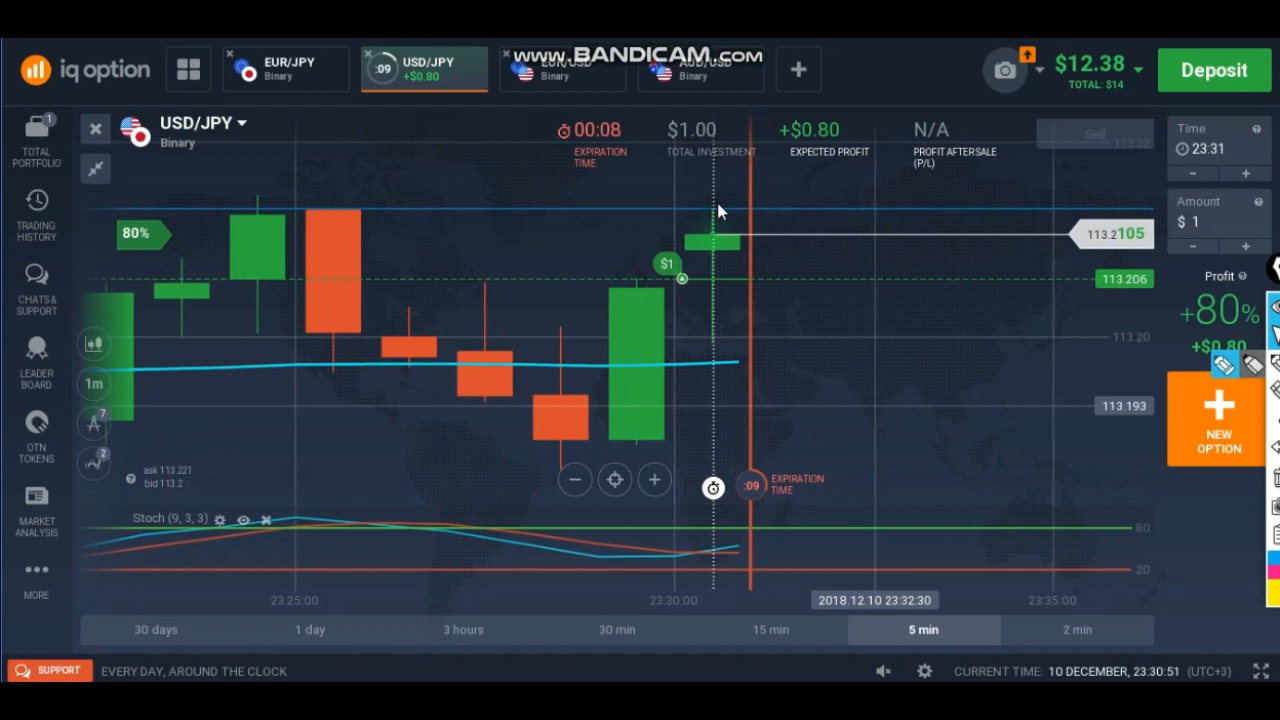 www.BANDICAM.com
iq option
EUR/JPY
Binary
:09
USD/JPY
+$0.80
Binary
Binary
$12.38
TOTAL: $14
Deposit
USD/JPY
Binary
00:08
EXPIRATION TIME
$1.00
TOTAL INVESTMENT
+$0.80
EXPECTED PROFIT
N/A
PROFIT AFTER SALE (P/L)
Sell
Time
23:31
Amount
$ 1
Profit
+80%
+$0.80
NEW OPTION
1
TOTAL PORTFOLIO
TRADING HISTORY
CHATS & SUPPORT
LEADER BOARD
OTN TOKENS
MARKET ANALYSIS
MORE
80%
$1
113.2105
113.206
113.20
113.193
1m
7
2
ask 113.221
bid 113.2
:09
EXPIRATION TIME
Stoch (9, 3, 3)
80
20
23:25:00
23:30:00
2018.12.10 23:32:30
23:35:00
30 days
1 day
3 hours
30 min
15 min
5 min
2 min
SUPPORT
EVERY DAY, AROUND THE CLOCK
CURRENT TIME: 10 DECEMBER, 23:30:51 (UTC+3)